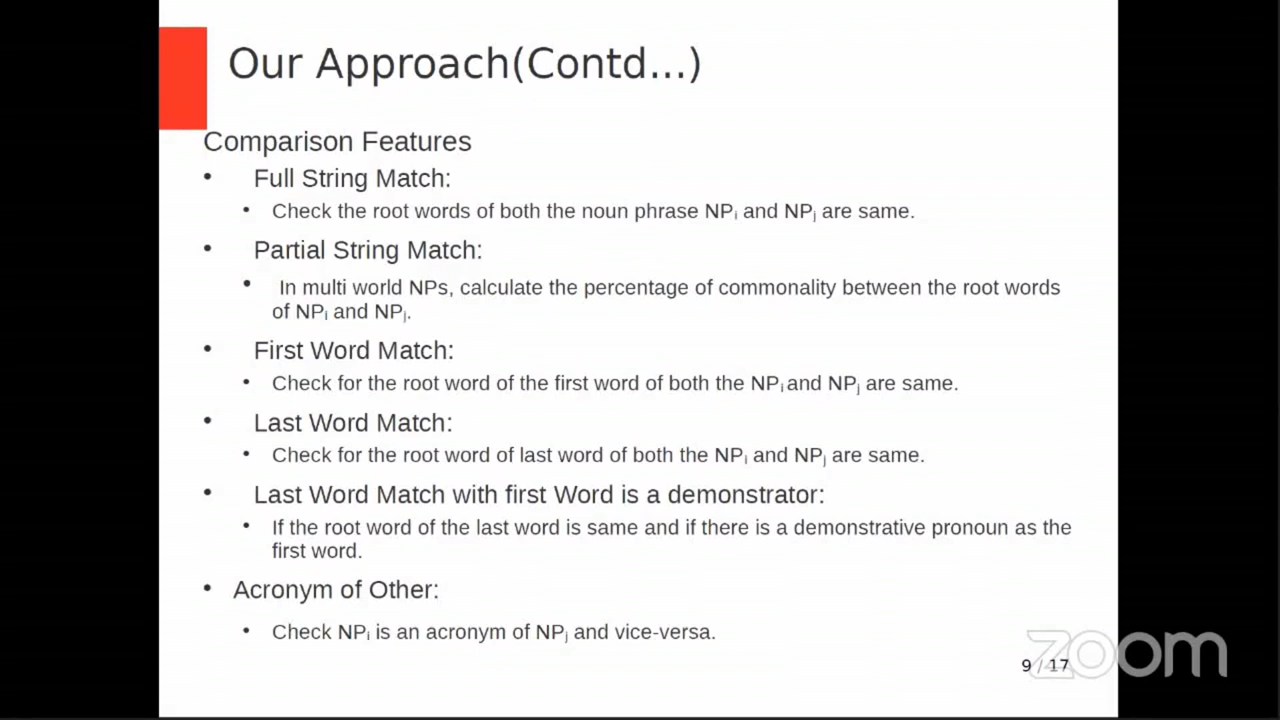 Our Approach(Contd...)
Comparison Features
• Full String Match:
• Check the root words of both the noun phrase NPᵢ and NPⱼ are same.
• Partial String Match:
• In multi world NPs, calculate the percentage of commonality between the root words
of NPᵢ and NPⱼ.
• First Word Match:
• Check for the root word of the first word of both the NPᵢ and NPⱼ are same.
• Last Word Match:
• Check for the root word of last word of both the NPᵢ and NPⱼ are same.
• Last Word Match with first Word is a demonstrator:
• If the root word of the last word is same and if there is a demonstrative pronoun as the
first word.
• Acronym of Other:
• Check NPᵢ is an acronym of NPⱼ and vice-versa.
9 / 17
zoom